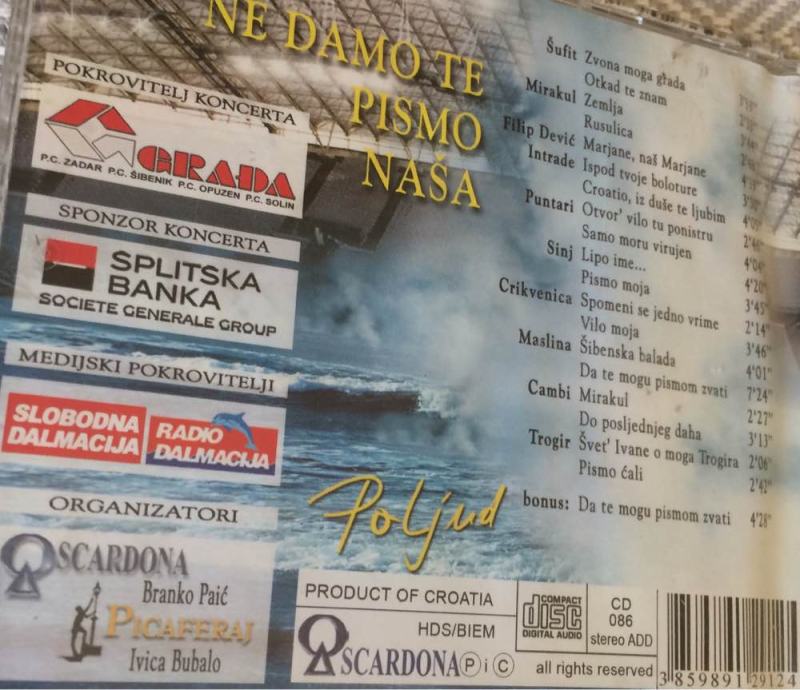 NE DAMO TE
PISMO
NAŠA
POKROVITELJ KONCERTA
GRADA
P.C. ZADAR P.C. ŠIBENIK P.C. OPUZEN P.C. SOLIN
SPONZOR KONCERTA
SPLITSKA
BANKA
SOCIETE GENERALE GROUP
MEDIJSKI POKROVITELJI
SLOBODNA
DALMACIJA
RADIO
DALMACIJA
ORGANIZATORI
SCARDONA
Branko Paić
PICAFERAJ
Ivica Bubalo
Šufit Zvona moga grada
Otkad te znam
Mirakul Zemlja
Rusulica
Filip Dević Marjane, naš Marjane
Intrade Ispod tvoje boloture
Croatio, iz duše te ljubim
Puntari Otvor' vilo tu ponistru 2'44"
Samo moru virujen 4'04"
Sinj Lipo ime... 4'20"
Pismo moja 3'45"
Crikvenica Spomeni se jedno vrime 2'14"
Vilo moja 3'46"
Maslina Šibenska balada 4'01"
Da te mogu pismom zvati 7'24"
Cambi Mirakul 2'27"
Do posljednjeg daha 3'13"
Trogir Švet' Ivane o moga Trogira 2'06"
Pismo ćali 2'42"
bonus: Da te mogu pismom zvati 4'28"
Poljud
PRODUCT OF CROATIA
HDS/BIEM
SCARDONA Ⓟ i Ⓒ
COMPACT
disc
DIGITAL AUDIO
CD
086
stereo ADD
all rights reserved
3 859891 29124